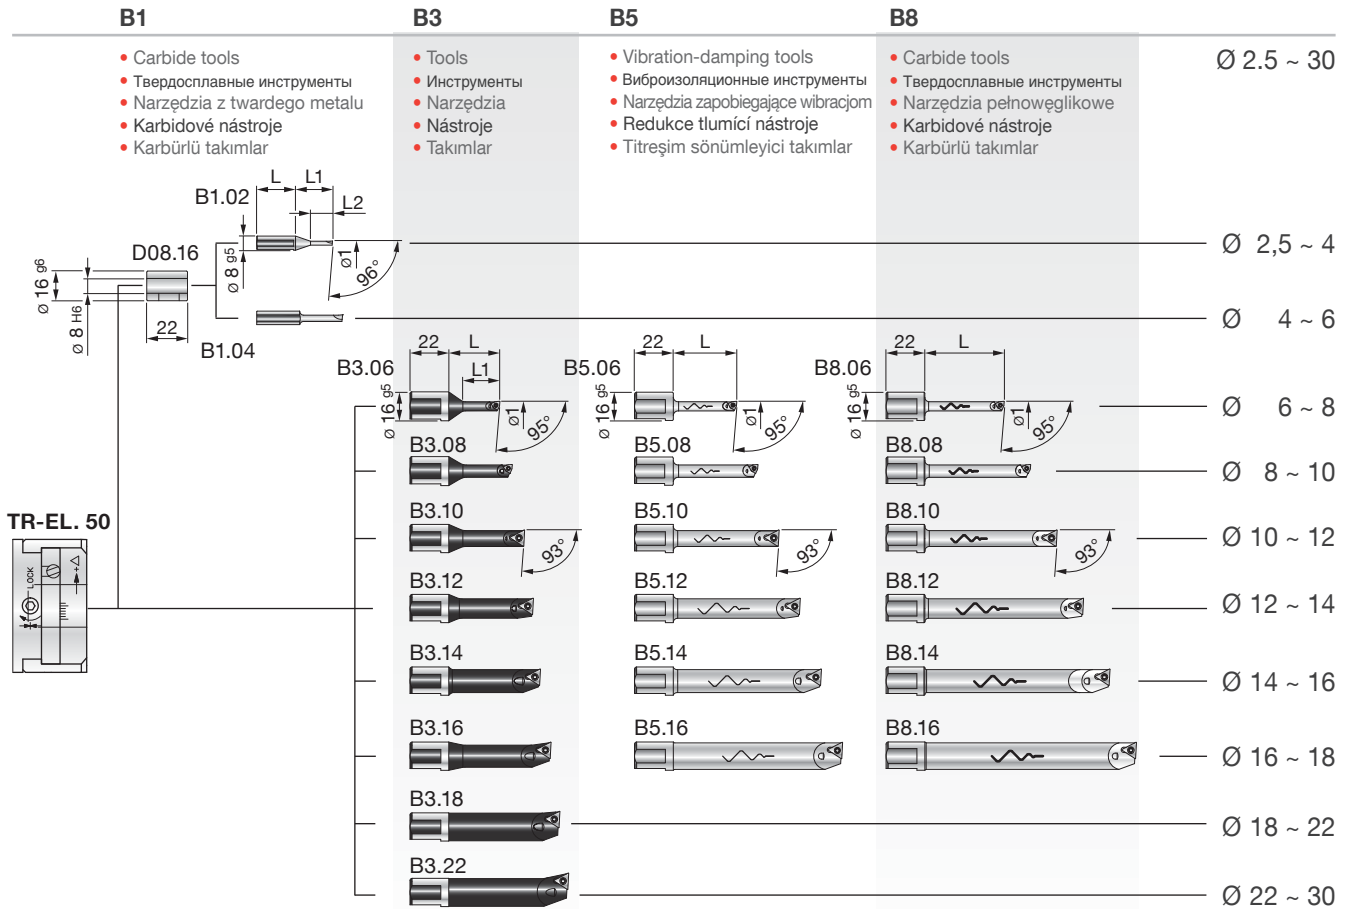 B1 B3 B5 B8
• Carbide tools
• Твердосплавные инструменты
• Narzędzia z twardego metalu
• Karbidové nástroje
• Karbürlü takımlar
• Tools
• Инструменты
• Narzędzia
• Nástroje
• Takımlar
• Vibration-damping tools
• Виброизоляционные инструменты
• Narzędzia zapobiegające wibracjom
• Redukce tlumící nástroje
• Titreşim sönümleyici takımlar
• Carbide tools
• Твердосплавные инструменты
• Narzędzia pełnowęglikowe
• Karbidové nástroje
• Karbürlü takımlar
Ø 2.5 ~ 30
B1.02 L L1 L2
Ø 8 g5 Ø1 96°
Ø 2,5 ~ 4
D08.16
Ø 16 g6
Ø 8 H6
22
B1.04
Ø 4 ~ 6
B3.06 22 L L1
Ø 16 g5 Ø1 95°
B5.06 22 L
Ø 16 g5 Ø1 95°
B8.06 22 L
Ø 16 g5 Ø1 95°
Ø 6 ~ 8
B3.08 B5.08 B8.08
Ø 8 ~ 10
TR-EL. 50
LOCK
+
B3.10 93° B5.10 93° B8.10 93°
Ø 10 ~ 12
B3.12 B5.12 B8.12
Ø 12 ~ 14
B3.14 B5.14 B8.14
Ø 14 ~ 16
B3.16 B5.16 B8.16
Ø 16 ~ 18
B3.18
Ø 18 ~ 22
B3.22
Ø 22 ~ 30